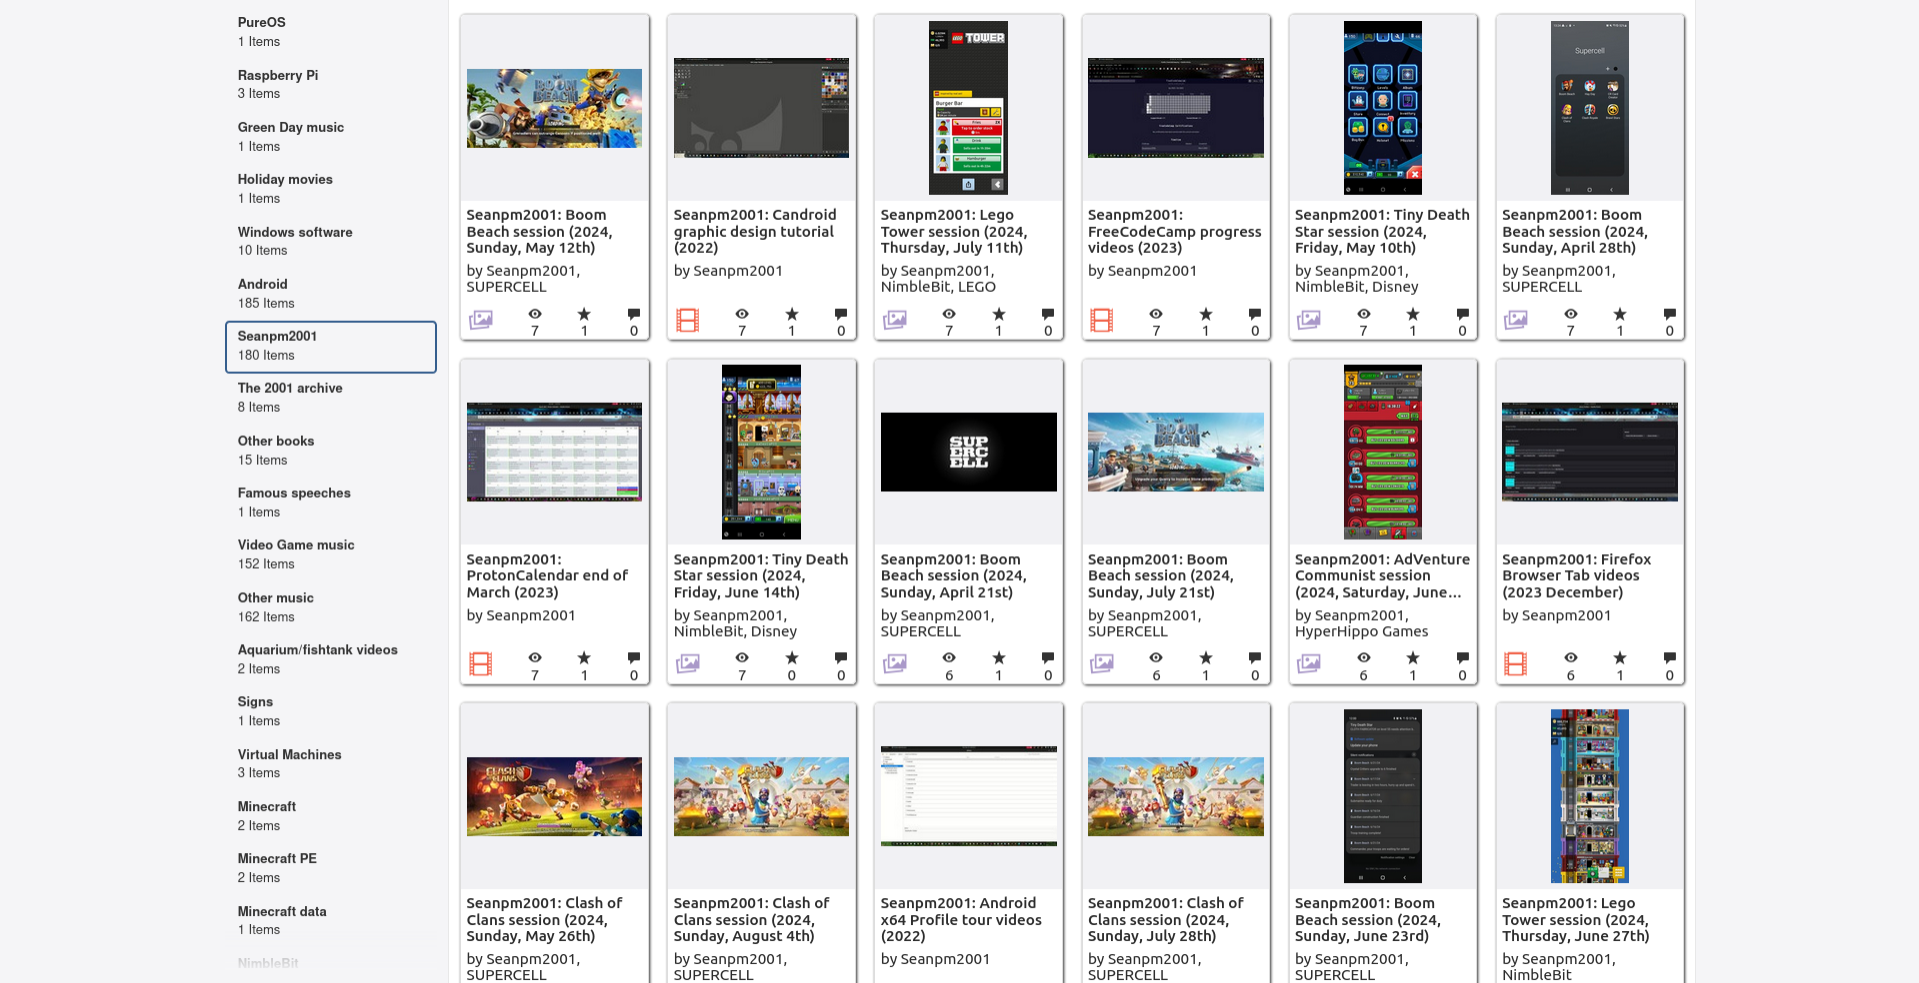 PureOS
1 Items
Raspberry Pi
3 Items
Green Day music
1 Items
Holiday movies
1 Items
Windows software
10 Items
Android
185 Items
Seanpm2001
180 Items
The 2001 archive
8 Items
Other books
15 Items
Famous speeches
1 Items
Video Game music
152 Items
Other music
162 Items
Aquarium/fishtank videos
2 Items
Signs
1 Items
Virtual Machines
3 Items
Minecraft
2 Items
Minecraft PE
2 Items
Minecraft data
1 Items
NimbleBit
BOOM
BEACH
Seanpm2001: Boom
Beach session (2024,
Sunday, May 12th)
by Seanpm2001,
SUPERCELL
7
1
0
Seanpm2001: Candroid
graphic design tutorial
(2022)
by Seanpm2001
7
1
0
LEGO TOWER
Burger Bar
Seanpm2001: Lego
Tower session (2024,
Thursday, July 11th)
by Seanpm2001,
NimbleBit, LEGO
7
1
0
Seanpm2001:
FreeCodeCamp progress
videos (2023)
by Seanpm2001
7
1
0
Seanpm2001: Tiny Death
Star session (2024,
Friday, May 10th)
by Seanpm2001,
NimbleBit, Disney
7
1
0
Supercell
Seanpm2001: Boom
Beach session (2024,
Sunday, April 28th)
by Seanpm2001,
SUPERCELL
7
1
0
Seanpm2001:
ProtonCalendar end of
March (2023)
by Seanpm2001
7
1
0
Seanpm2001: Tiny Death
Star session (2024,
Friday, June 14th)
by Seanpm2001,
NimbleBit, Disney
7
0
0
SUP
ERC
ELL
Seanpm2001: Boom
Beach session (2024,
Sunday, April 21st)
by Seanpm2001,
SUPERCELL
6
1
0
BOOM
BEACH
Seanpm2001: Boom
Beach session (2024,
Sunday, July 21st)
by Seanpm2001,
SUPERCELL
6
1
0
Seanpm2001: AdVenture
Communist session
(2024, Saturday, June...
by Seanpm2001,
HyperHippo Games
6
1
0
Seanpm2001: Firefox
Browser Tab videos
(2023 December)
by Seanpm2001
6
1
0
CLASH
CLANS
Seanpm2001: Clash of
Clans session (2024,
Sunday, May 26th)
by Seanpm2001,
SUPERCELL
Seanpm2001: Clash of
Clans session (2024,
Sunday, August 4th)
by Seanpm2001,
SUPERCELL
Seanpm2001: Android
x64 Profile tour videos
(2022)
by Seanpm2001
Seanpm2001: Clash of
Clans session (2024,
Sunday, July 28th)
by Seanpm2001,
SUPERCELL
Seanpm2001: Boom
Beach session (2024,
Sunday, June 23rd)
by Seanpm2001,
SUPERCELL
Seanpm2001: Lego
Tower session (2024,
Thursday, June 27th)
by Seanpm2001,
NimbleBit